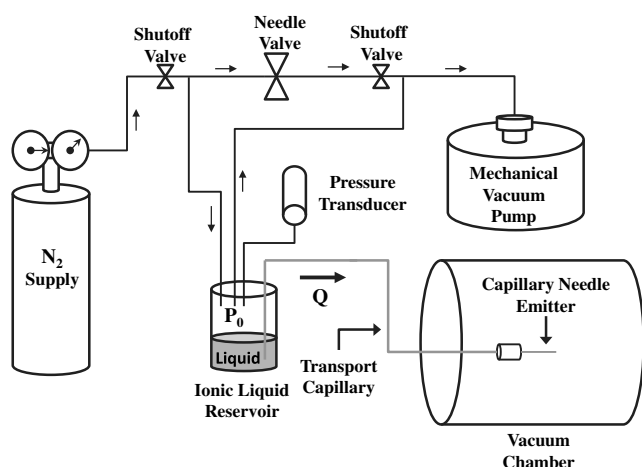 Shutoff
Valve
Needle
Valve
Shutoff
Valve
Mechanical
Vacuum
Pump
Pressure
Transducer
N2
Supply
P0
Liquid
Q
Capillary Needle
Emitter
Transport
Capillary
Ionic Liquid
Reservoir
Vacuum
Chamber